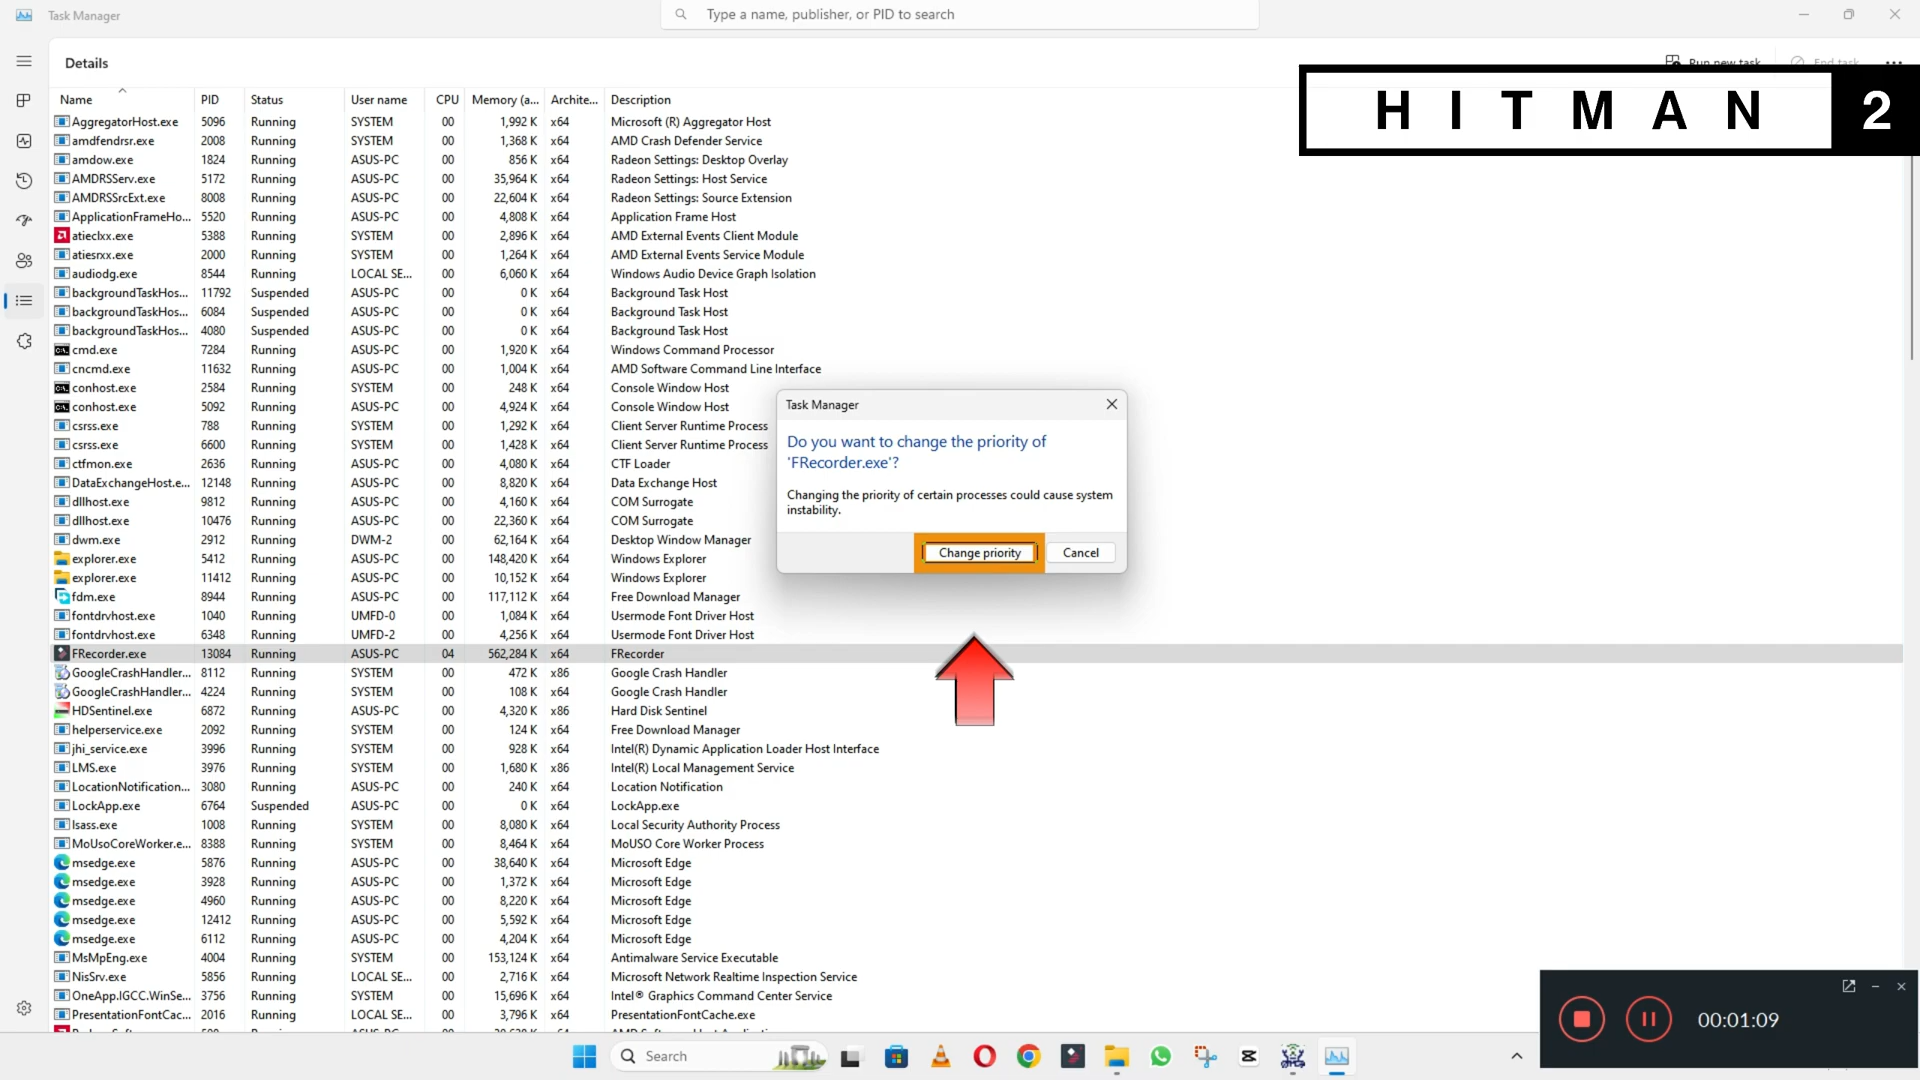 Task Manager
Type a name, publisher, or PID to search
Details
Run new task
End task
HITMAN 2
Name PID Status User name CPU Memory (a... Archite... Description
AggregatorHost.exe 5096 Running SYSTEM 00 1,992 K x64 Microsoft (R) Aggregator Host
amdfendrsr.exe 2008 Running SYSTEM 00 1,368 K x64 AMD Crash Defender Service
amdow.exe 1824 Running ASUS-PC 00 856 K x64 Radeon Settings: Desktop Overlay
AMDRSServ.exe 5172 Running ASUS-PC 00 35,964 K x64 Radeon Settings: Host Service
AMDRSSrcExt.exe 8008 Running ASUS-PC 00 22,604 K x64 Radeon Settings: Source Extension
ApplicationFrameHo... 5520 Running ASUS-PC 00 4,808 K x64 Application Frame Host
atieclxx.exe 5388 Running SYSTEM 00 2,896 K x64 AMD External Events Client Module
atiesrxx.exe 2000 Running SYSTEM 00 1,264 K x64 AMD External Events Service Module
audiodg.exe 8544 Running LOCAL SE... 00 6,060 K x64 Windows Audio Device Graph Isolation
backgroundTaskHos... 11792 Suspended ASUS-PC 00 0 K x64 Background Task Host
backgroundTaskHos... 6084 Suspended ASUS-PC 00 0 K x64 Background Task Host
backgroundTaskHos... 4080 Suspended ASUS-PC 00 0 K x64 Background Task Host
cmd.exe 7284 Running ASUS-PC 00 1,920 K x64 Windows Command Processor
cncmd.exe 11632 Running ASUS-PC 00 1,004 K x64 AMD Software Command Line Interface
conhost.exe 2584 Running SYSTEM 00 248 K x64 Console Window Host
conhost.exe 5092 Running ASUS-PC 00 4,924 K x64 Console Window Host
csrss.exe 788 Running SYSTEM 00 1,292 K x64 Client Server Runtime Process
csrss.exe 6600 Running SYSTEM 00 1,428 K x64 Client Server Runtime Process
ctfmon.exe 2636 Running ASUS-PC 00 4,080 K x64 CTF Loader
DataExchangeHost.e... 12148 Running ASUS-PC 00 8,820 K x64 Data Exchange Host
dllhost.exe 9812 Running ASUS-PC 00 4,160 K x64 COM Surrogate
dllhost.exe 10476 Running ASUS-PC 00 22,360 K x64 COM Surrogate
dwm.exe 2912 Running DWM-2 00 62,164 K x64 Desktop Window Manager
explorer.exe 5412 Running ASUS-PC 00 148,420 K x64 Windows Explorer
explorer.exe 11412 Running ASUS-PC 00 10,152 K x64 Windows Explorer
fdm.exe 8944 Running ASUS-PC 00 117,112 K x64 Free Download Manager
fontdrvhost.exe 1040 Running UMFD-0 00 1,084 K x64 Usermode Font Driver Host
fontdrvhost.exe 6348 Running UMFD-2 00 4,256 K x64 Usermode Font Driver Host
FRecorder.exe 13084 Running ASUS-PC 04 562,284 K x64 FRecorder
GoogleCrashHandler... 8112 Running SYSTEM 00 472 K x86 Google Crash Handler
GoogleCrashHandler... 4224 Running SYSTEM 00 108 K x64 Google Crash Handler
HDSentinel.exe 6872 Running ASUS-PC 00 4,320 K x86 Hard Disk Sentinel
helperservice.exe 2092 Running SYSTEM 00 124 K x64 Free Download Manager
jhi_service.exe 3996 Running SYSTEM 00 928 K x64 Intel(R) Dynamic Application Loader Host Interface
LMS.exe 3976 Running SYSTEM 00 1,680 K x86 Intel(R) Local Management Service
LocationNotification... 3080 Running ASUS-PC 00 240 K x64 Location Notification
LockApp.exe 6764 Suspended ASUS-PC 00 0 K x64 LockApp.exe
lsass.exe 1008 Running SYSTEM 00 8,080 K x64 Local Security Authority Process
MoUsoCoreWorker.e... 8388 Running SYSTEM 00 8,464 K x64 MoUSO Core Worker Process
msedge.exe 5876 Running ASUS-PC 00 38,640 K x64 Microsoft Edge
msedge.exe 3928 Running ASUS-PC 00 1,372 K x64 Microsoft Edge
msedge.exe 4960 Running ASUS-PC 00 8,220 K x64 Microsoft Edge
msedge.exe 12412 Running ASUS-PC 00 5,592 K x64 Microsoft Edge
msedge.exe 6112 Running ASUS-PC 00 4,204 K x64 Microsoft Edge
MsMpEng.exe 4004 Running SYSTEM 00 153,124 K x64 Antimalware Service Executable
NisSrv.exe 5856 Running LOCAL SE... 00 2,716 K x64 Microsoft Network Realtime Inspection Service
OneApp.IGCC.WinSe... 3756 Running SYSTEM 00 15,696 K x64 Intel® Graphics Command Center Service
PresentationFontCac... 2016 Running LOCAL SE... 00 3,796 K x64 PresentationFontCache.exe
Task Manager
Do you want to change the priority of
'FRecorder.exe'?
Changing the priority of certain processes could cause system
instability.
Change priority
Cancel
00:01:09
Search